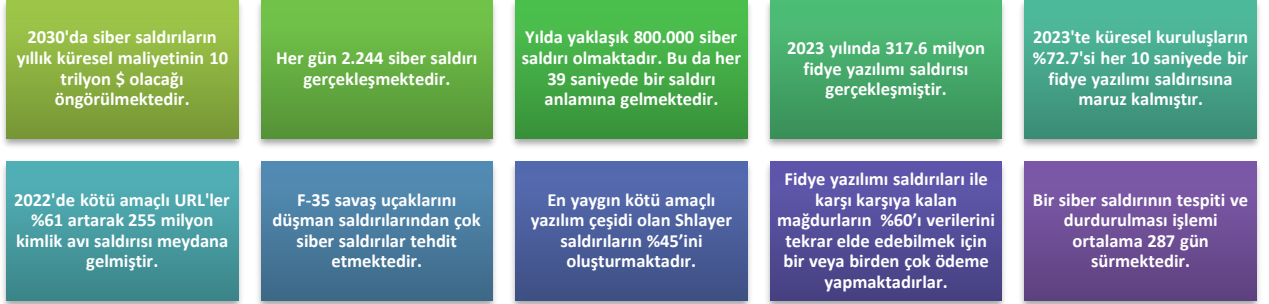 2030'da siber saldırıların
yıllık küresel maliyetinin 10
trilyon $ olacağı
öngörülmektedir.
Her gün 2.244 siber saldırı
gerçekleşmektedir.
Yılda yaklaşık 800.000 siber
saldırı olmaktadır. Bu da her
39 saniyede bir saldırı
anlamına gelmektedir.
2023 yılında 317.6 milyon
fidye yazılımı saldırısı
gerçekleşmiştir.
2023'te küresel kuruluşların
%72.7'si her 10 saniyede bir
fidye yazılımı saldırısına
maruz kalmıştır.
2022'de kötü amaçlı URL'ler
%61 artarak 255 milyon
kimlik avı saldırısı meydana
gelmiştir.
F-35 savaş uçaklarını
düşman saldırılarından çok
siber saldırılar tehdit
etmektedir.
En yaygın kötü amaçlı
yazılım çeşidi olan Shlayer
saldırıların %45’ini
oluşturmaktadır.
Fidye yazılımı saldırıları ile
karşı karşıya kalan
mağdurların %60’ı verilerini
tekrar elde edebilmek için
bir veya birden çok ödeme
yapmaktadırlar.
Bir siber saldırının tespiti ve
durdurulması işlemi
ortalama 287 gün
sürmektedir.